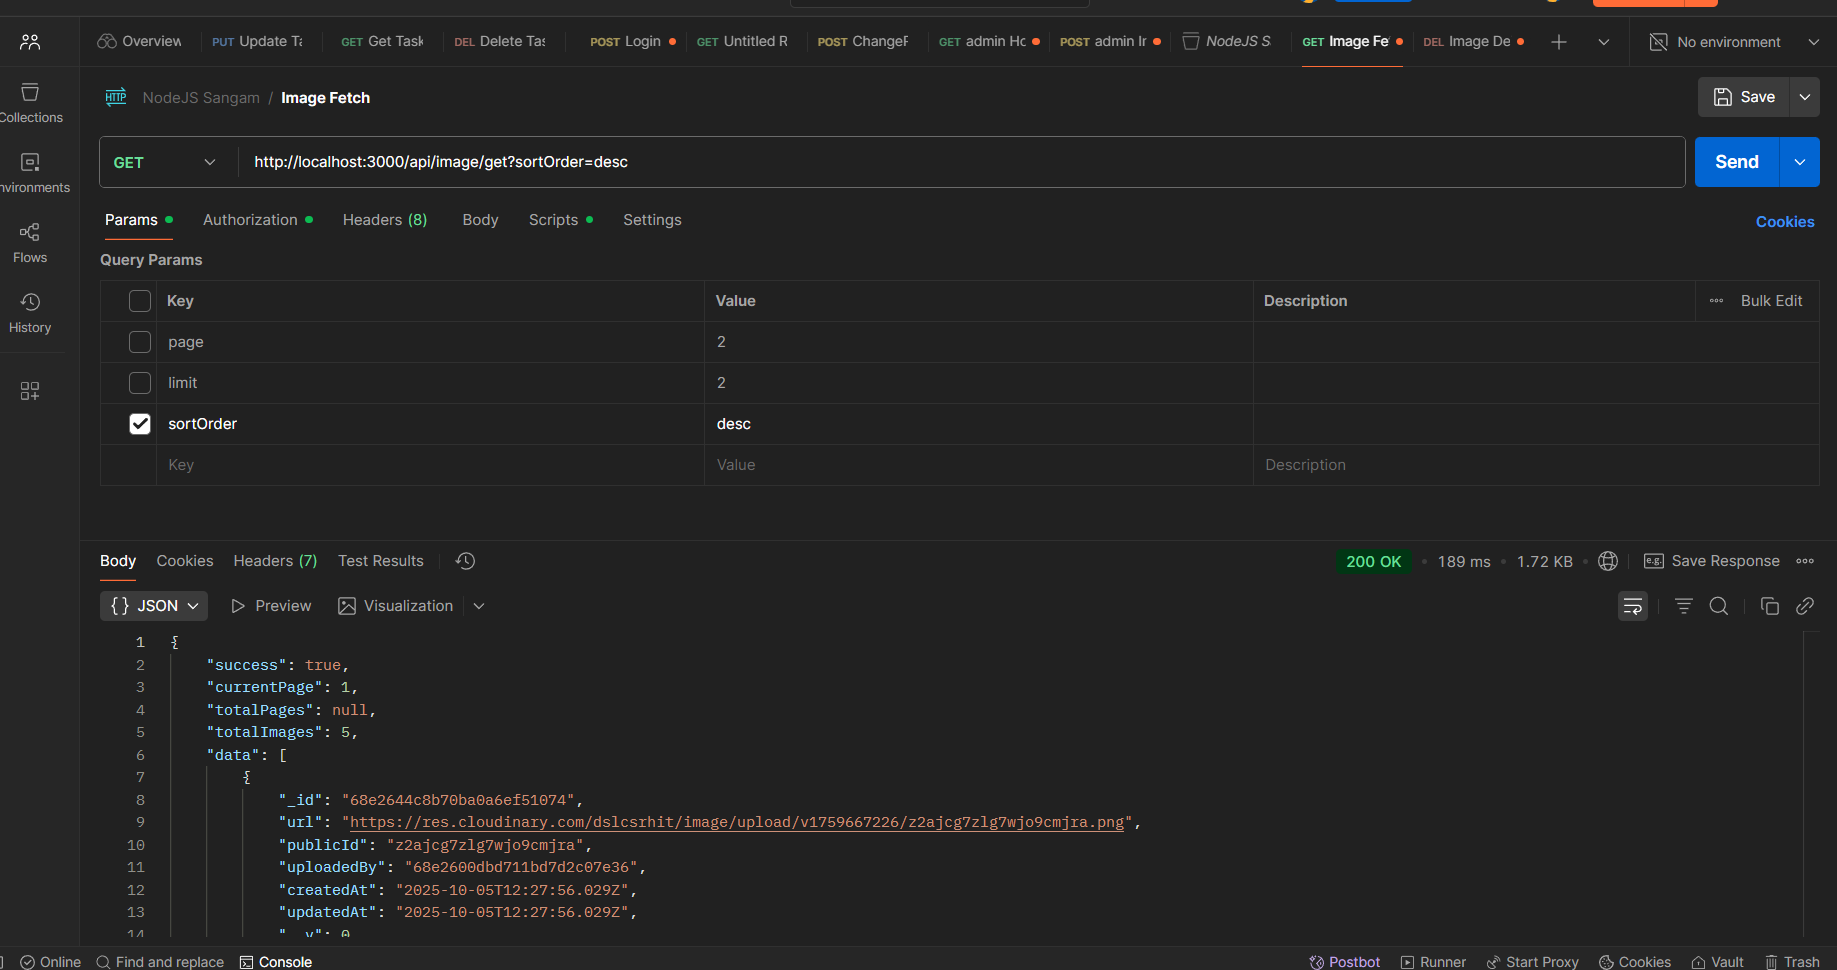 Overview
PUT Update Ta
GET Get Task
DEL Delete Tas
POST Login
GET Untitled R
POST ChangeP
GET admin Ho
POST admin Ir
NodeJS S
GET Image Fe
DEL Image De
No environment
Collections
nvironments
Flows
History
HTTP NodeJS Sangam / Image Fetch
Save
GET http://localhost:3000/api/image/get?sortOrder=desc
Send
Params Authorization Headers (8) Body Scripts Settings
Cookies
Query Params
Key Value Description Bulk Edit
page 2
limit 2
sortOrder desc
Key Value Description
Body Cookies Headers (7) Test Results
200 OK • 189 ms • 1.72 KB • e.g. Save Response
{} JSON Preview Visualization
1 {
2 "success": true,
3 "currentPage": 1,
4 "totalPages": null,
5 "totalImages": 5,
6 "data": [
7 {
8 "_id": "68e2644c8b70ba0a6ef51074",
9 "url": "https://res.cloudinary.com/dslcsrhit/image/upload/v1759667226/z2ajcg7zlg7wjo9cmjra.png",
10 "publicId": "z2ajcg7zlg7wjo9cmjra",
11 "uploadedBy": "68e2600dbd711bd7d2c07e36",
12 "createdAt": "2025-10-05T12:27:56.029Z",
13 "updatedAt": "2025-10-05T12:27:56.029Z",
14 "__v": 0
Online Find and replace Console
Postbot Runner Start Proxy Cookies Vault Trash